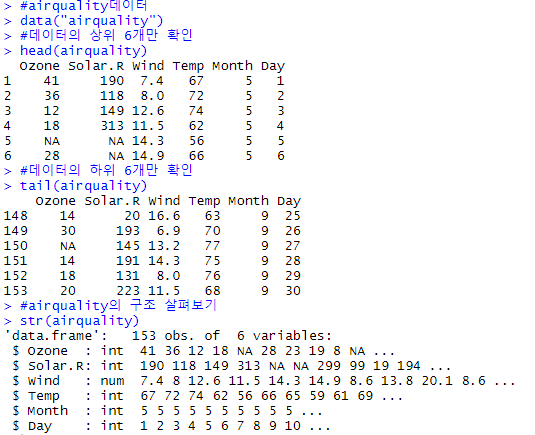 > #airquality데이터
> data("airquality")
> #데이터의 상위 6개만 확인
> head(airquality)
  Ozone Solar.R Wind Temp Month Day
1    41     190  7.4   67     5   1
2    36     118  8.0   72     5   2
3    12     149 12.6   74     5   3
4    18     313 11.5   62     5   4
5    NA      NA 14.3   56     5   5
6    28      NA 14.9   66     5   6
> #데이터의 하위 6개만 확인
> tail(airquality)
    Ozone Solar.R Wind Temp Month Day
148    14      20 16.6   63     9  25
149    30     193  6.9   70     9  26
150    NA     145 13.2   77     9  27
151    14     191 14.3   75     9  28
152    18     131  8.0   76     9  29
153    20     223 11.5   68     9  30
> #airquality의 구조 살펴보기
> str(airquality)
'data.frame':	153 obs. of  6 variables:
 $ Ozone  : int  41 36 12 18 NA 28 23 19 8 NA ...
 $ Solar.R: int  190 118 149 313 NA NA 299 99 19 194 ...
 $ Wind   : num  7.4 8 12.6 11.5 14.3 14.9 8.6 13.8 20.1 8.6 ...
 $ Temp   : int  67 72 74 62 56 66 65 59 61 69 ...
 $ Month  : int  5 5 5 5 5 5 5 5 5 5 ...
 $ Day    : int  1 2 3 4 5 6 7 8 9 10 ...